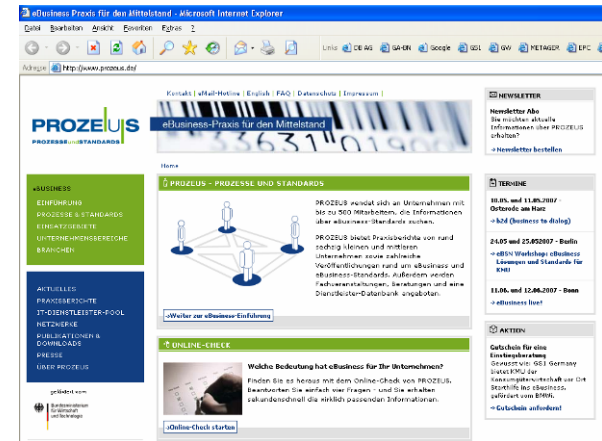 eBusiness Praxis für den Mittelstand - Microsoft Internet Explorer
Datei Bearbeiten Ansicht Favoriten Extras ?
Links DB AG Google GS1 GW METAGER EPC
Adresse http://www.prozeus.de/
Kontakt | eMail-Hotline | English | FAQ | Datenschutz | Impressum |
PROZEUS
PROZESSE UND STANDARDS
eBusiness-Praxis für den Mittelstand
Home
eBUSINESS
EINFÜHRUNG
PROZESSE & STANDARDS
EINSATZGEBIETE
UNTERNEHMENSBEREICHE
BRANCHEN
AKTUELLES
PRAXISBERICHTE
IT-DIENSTLEISTER-POOL
NETZWERKE
PUBLIKATIONEN &
DOWNLOADS
PRESSE
ÜBER PROZEUS
gefördert vom:
Bundesministerium
für Wirtschaft
und Technologie
PROZEUS - PROZESSE UND STANDARDS
PROZEUS wendet sich an Unternehmen mit
bis zu 500 Mitarbeitern, die Informationen
über eBusiness-Standards suchen.
PROZEUS bietet Praxisberichte von rund
sechzig kleinen und mittleren
Unternehmen sowie zahlreiche
Veröffentlichungen rund um eBusiness und
eBusiness-Standards. Außerdem werden
Fachveranstaltungen, Beratungen und eine
Dienstleister-Datenbank angeboten.
Weiter zur eBusiness-Einführung
ONLINE-CHECK
Welche Bedeutung hat eBusiness für Ihr Unternehmen?
Finden Sie es heraus mit dem Online-Check von PROZEUS.
Beantworten Sie einfach vier Fragen - und Sie erhalten
sekundenschnell die wirklich passenden Informationen.
Online-Check starten
NEWSLETTER
Newsletter Abo
Sie möchten aktuelle
Informationen über PROZEUS
erhalten?
Newsletter bestellen
TERMINE
10.05. und 11.05.2007 -
Osterode am Harz
b2d (business to dialog)
24.05 und 25.052007 - Berlin
eBSN Workshops eBusiness
Lösungen und Standards für
KMU
11.06. und 12.06.2007 - Bonn
eBusiness live!
AKTION
Gutschein für eine
Einstiegsberatung
Gewusst wie: GS1 Germany
bietet KMU der
Konsumgüterwirtschaft vor Ort
Starthilfe ins eBusiness,
gefördert vom BMWi.
Gutschein anfordern!